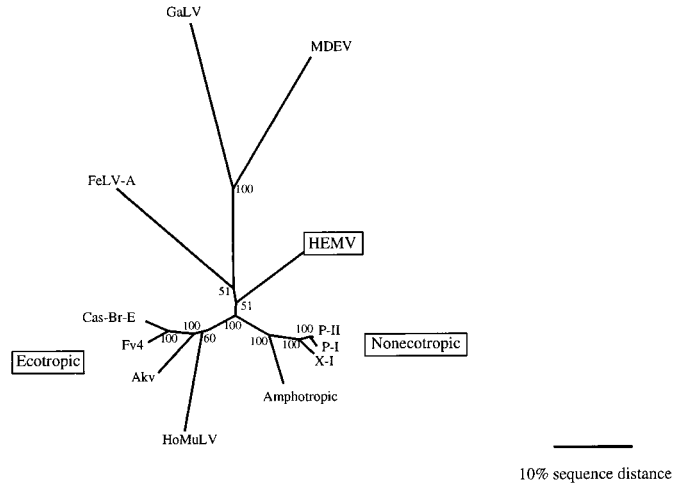 GaLV
MDEV
100
FeLV-A
HEMV
51
51
Cas-Br-E
100
100
100
P-II
Fv4
100
60
100
100
P-I
Nonecotropic
X-I
Ecotropic
Akv
Amphotropic
HoMuLV
10% sequence distance